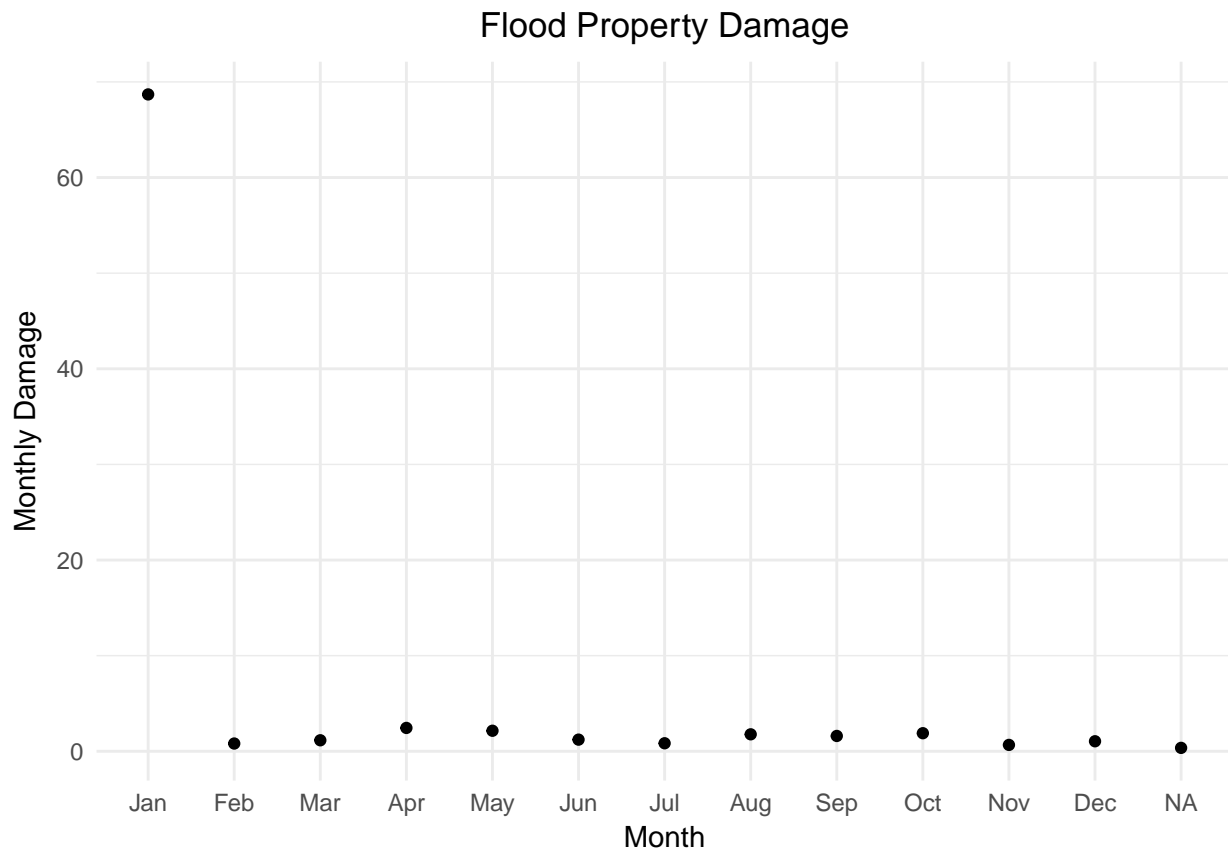 Flood Property Damage
Monthly Damage
60
40
20
0
Jan Feb Mar Apr May Jun Jul Aug Sep Oct Nov Dec NA
Month